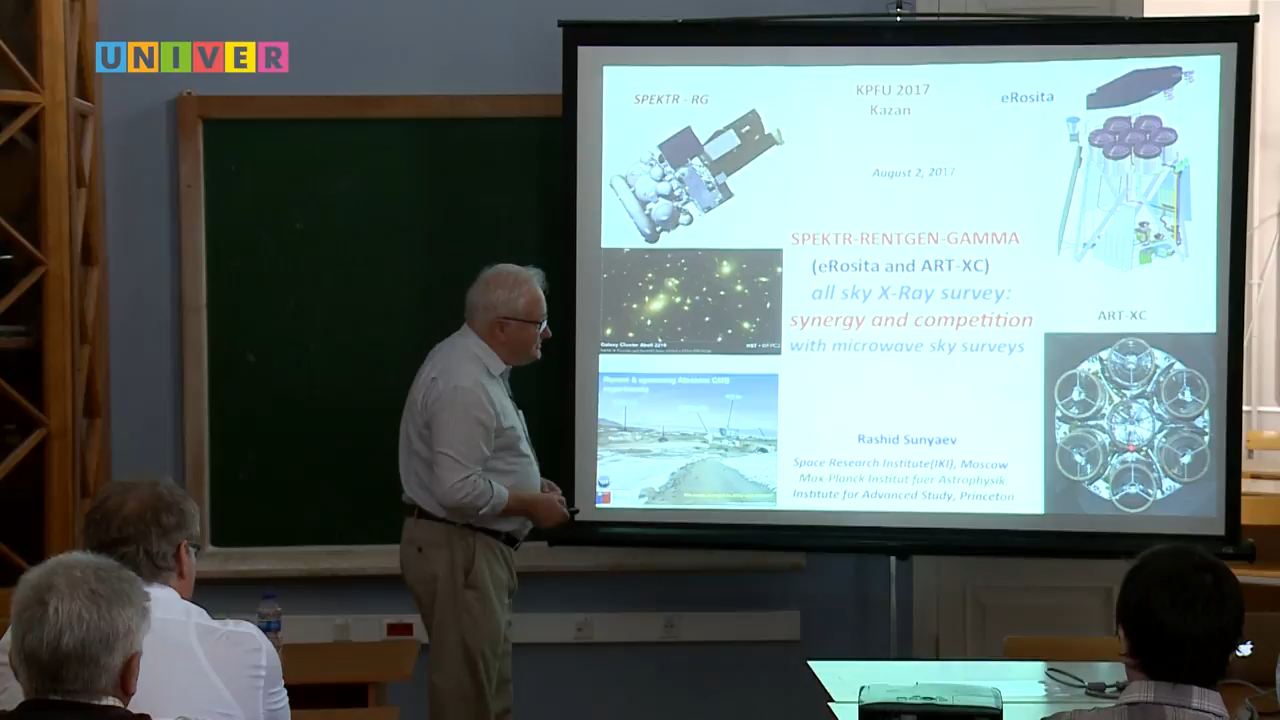 UNIVER
SPEKTR - RG
KPFU 2017
Kazan
eRosita
August 2, 2017
SPEKTR-RENTGEN-GAMMA
(eRosita and ART-XC)
all sky X-Ray survey:
synergy and competition
with microwave sky surveys
ART-XC
Galaxy Cluster Abell
Recent & upcoming Atacama CMB
experiments
Rashid Sunyaev
Space Research Institute(IKI), Moscow
Max Planck Institut fuer Astrophysik
Institute for Advanced Study, Princeton